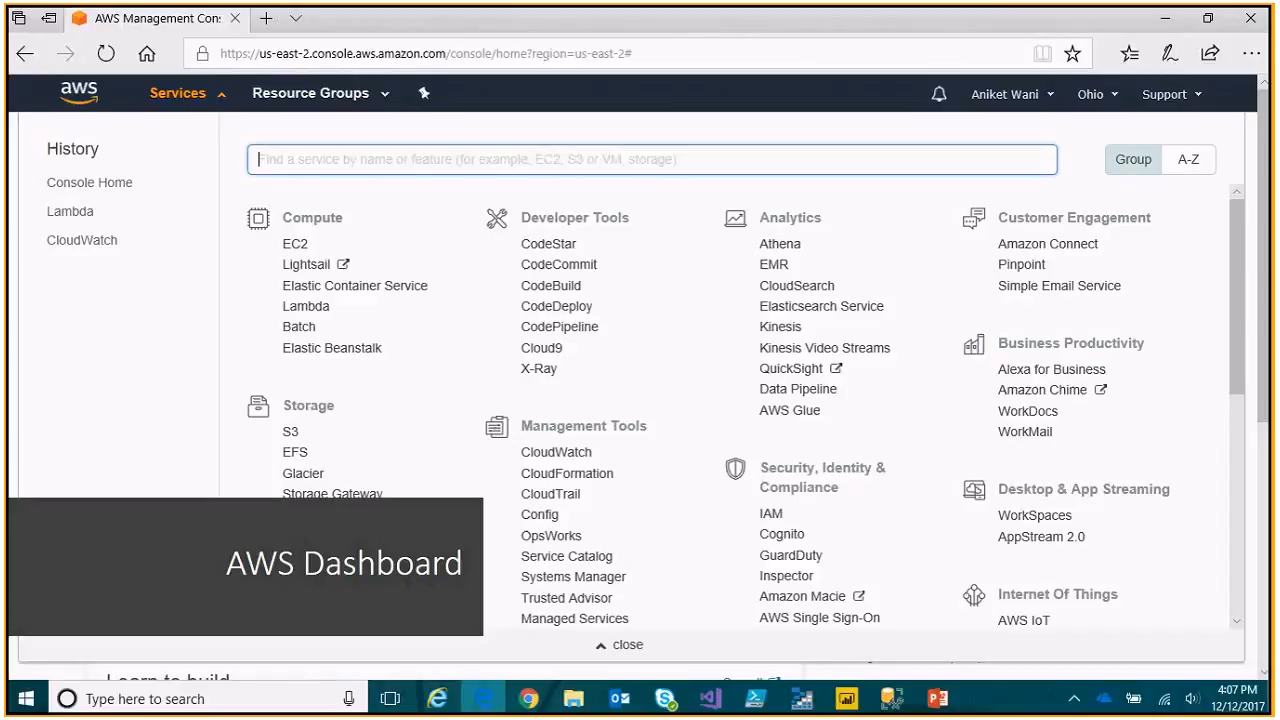 AWS Management Con
https://us-east-2.console.aws.amazon.com/console/home?region=us-east-2#
aws
Services
Resource Groups
Aniket Wani
Ohio
Support
History
Console Home
Lambda
CloudWatch
Find a service by name or feature (for example, EC2, S3 or VM, storage)
Group
A-Z
Compute
EC2
Lightsail
Elastic Container Service
Lambda
Batch
Elastic Beanstalk
Storage
S3
EFS
Glacier
Storage Gateway
Developer Tools
CodeStar
CodeCommit
CodeBuild
CodeDeploy
CodePipeline
Cloud9
X-Ray
Management Tools
CloudWatch
CloudFormation
CloudTrail
Config
OpsWorks
Service Catalog
Systems Manager
Trusted Advisor
Managed Services
Analytics
Athena
EMR
CloudSearch
Elasticsearch Service
Kinesis
Kinesis Video Streams
QuickSight
Data Pipeline
AWS Glue
Security, Identity &
Compliance
IAM
Cognito
GuardDuty
Inspector
Amazon Macie
AWS Single Sign-On
Customer Engagement
Amazon Connect
Pinpoint
Simple Email Service
Business Productivity
Alexa for Business
Amazon Chime
WorkDocs
WorkMail
Desktop & App Streaming
WorkSpaces
AppStream 2.0
Internet Of Things
AWS IoT
AWS Dashboard
close
Learn to build
Type here to search
4:07 PM
12/12/2017